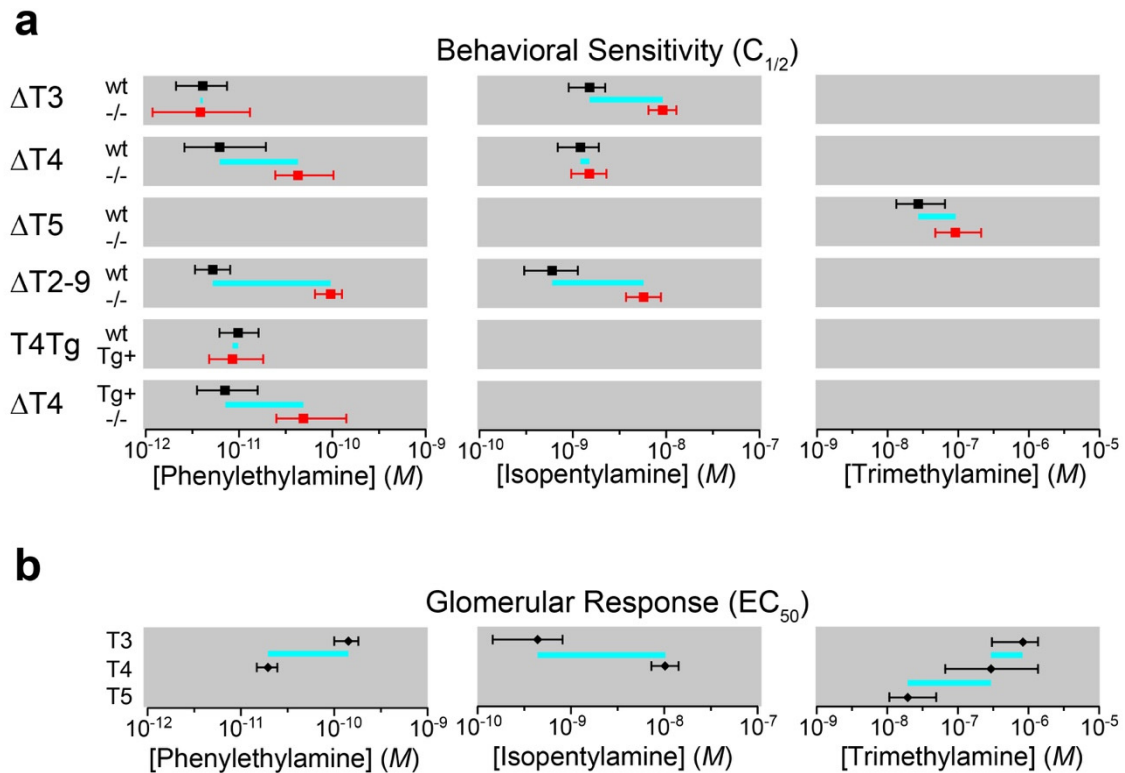 a
Behavioral Sensitivity (C1/2)
ΔT3 wt -/-
ΔT4 wt -/-
ΔT5 wt -/-
ΔT2-9 wt -/-
T4Tg wt Tg+
ΔT4 Tg+ -/-
10-12 10-11 10-10 10-9 10-10 10-9 10-8 10-7 10-9 10-8 10-7 10-6 10-5
[Phenylethylamine] (M) [Isopentylamine] (M) [Trimethylamine] (M)
b
Glomerular Response (EC50)
T3
T4
T5
10-12 10-11 10-10 10-9 10-10 10-9 10-8 10-7 10-9 10-8 10-7 10-6 10-5
[Phenylethylamine] (M) [Isopentylamine] (M) [Trimethylamine] (M)